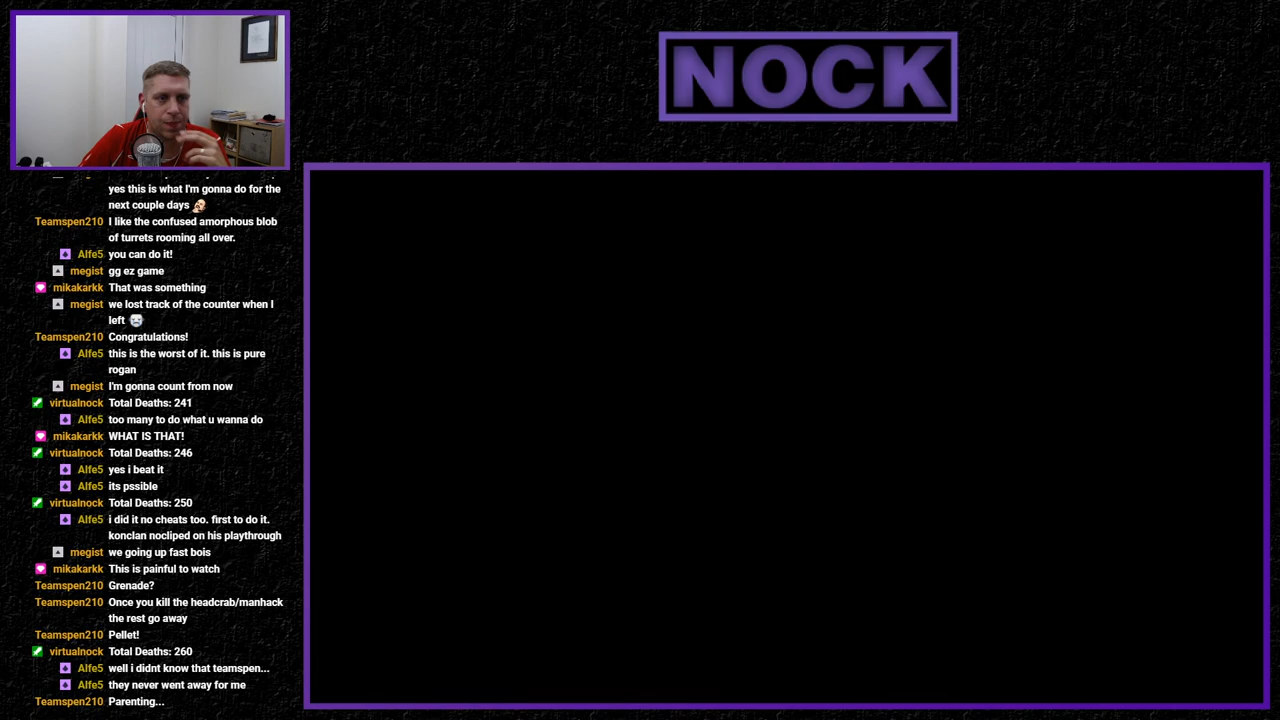 NOCK
yes this is what I'm gonna do for the
next couple days
Teamspen210 I like the confused amorphous blob
of turrets rooming all over.
Alfe5 you can do it!
megist gg ez game
mikakarkk That was something
megist we lost track of the counter when I
left
Teamspen210 Congratulations!
Alfe5 this is the worst of it. this is pure
rogan
megist I'm gonna count from now
virtualnock Total Deaths: 241
Alfe5 too many to do what u wanna do
mikakarkk WHAT IS THAT!
virtualnock Total Deaths: 246
Alfe5 yes i beat it
Alfe5 its pssible
virtualnock Total Deaths: 250
Alfe5 i did it no cheats too. first to do it.
konclan nocliped on his playthrough
megist we going up fast bois
mikakarkk This is painful to watch
Teamspen210 Grenade?
Teamspen210 Once you kill the headcrab/manhack
the rest go away
Teamspen210 Pellet!
virtualnock Total Deaths: 260
Alfe5 well i didnt know that teamspen...
Alfe5 they never went away for me
Teamspen210 Parenting...